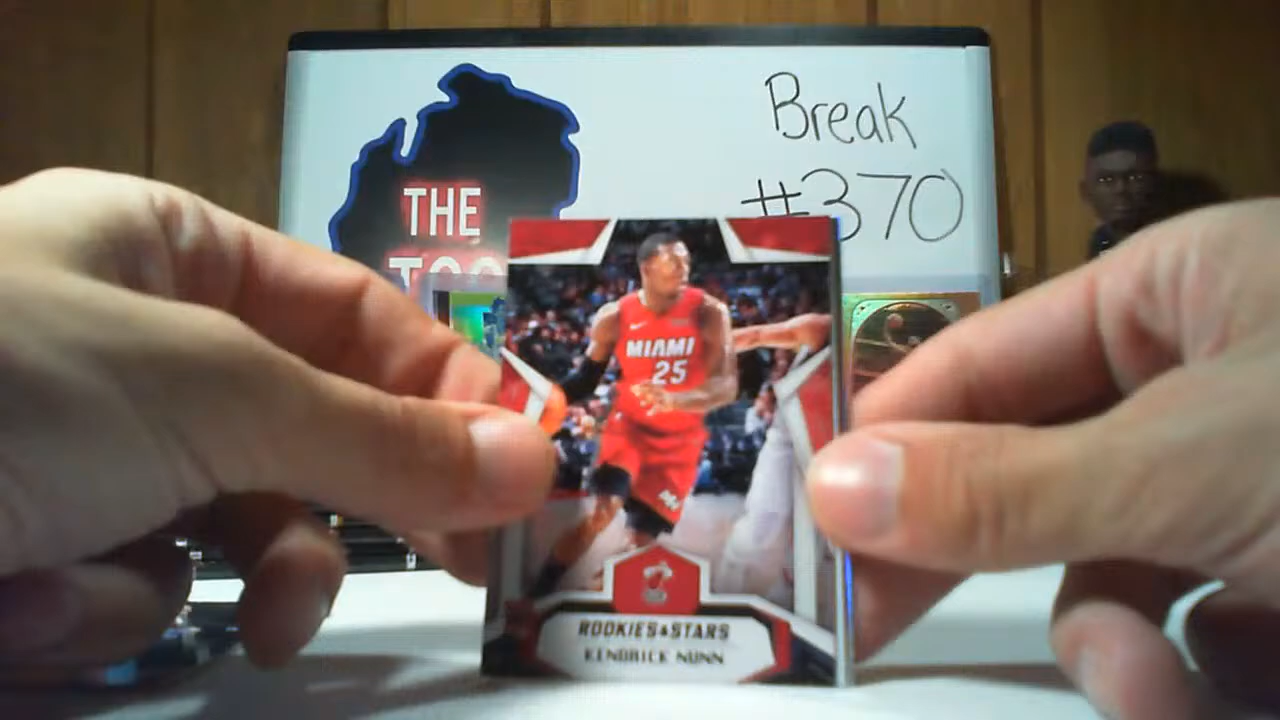 Break
#370
THE
MIAMI
25
ROOKIES & STARS
KENDRICK NUNN